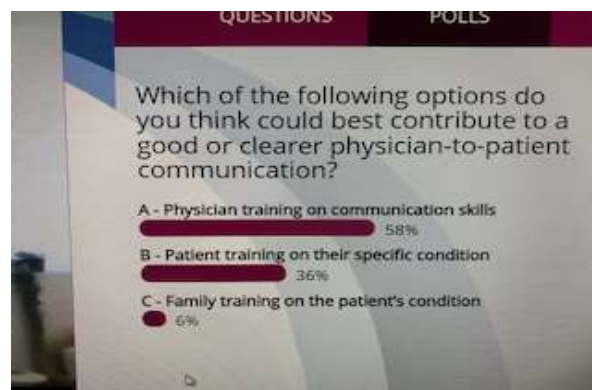 QUESTIONS POLLS
Which of the following options do
you think could best contribute to a
good or clearer physician-to-patient
communication?
A - Physician training on communication skills
58%
B - Patient training on their specific condition
36%
C - Family training on the patient's condition
6%